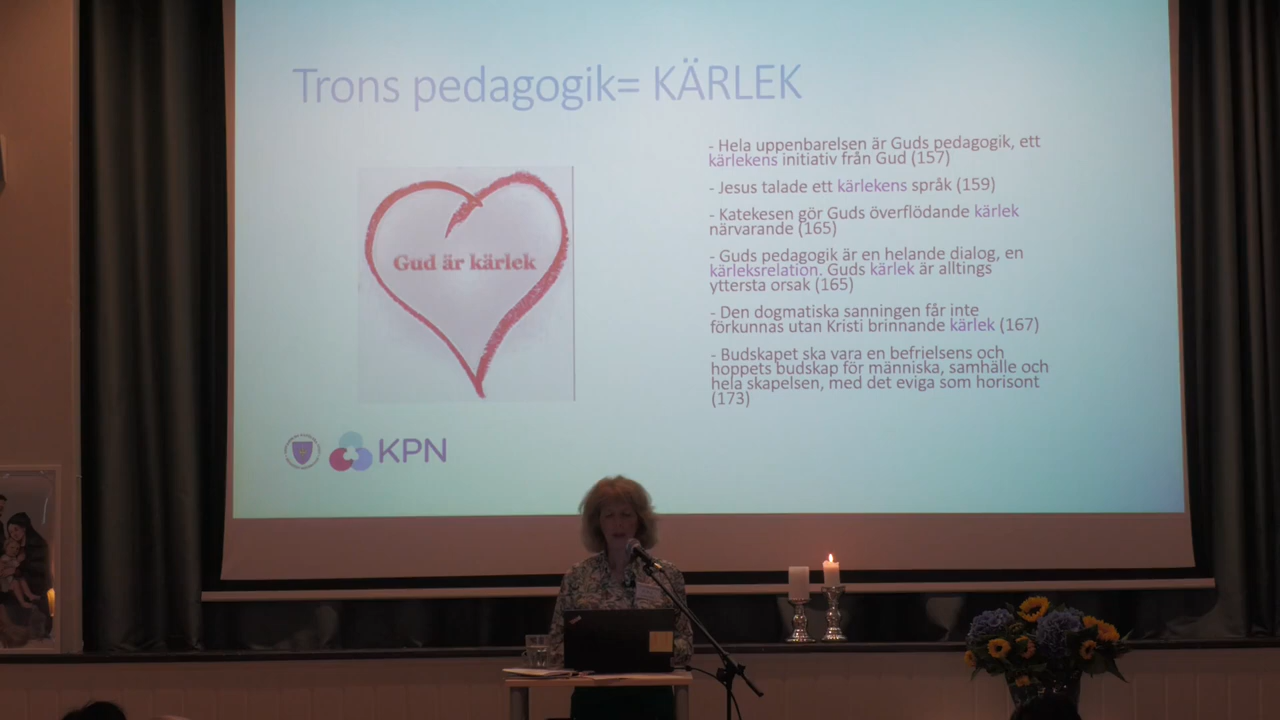 Trons pedagogik= KÄRLEK
Gud är kärlek
- Hela uppenbarelsen är Guds pedagogik, ett
kärlekens initiativ från Gud (157)
- Jesus talade ett kärlekens språk (159)
- Katekesen gör Guds överflödande kärlek
närvarande (165)
- Guds pedagogik är en helande dialog, en
kärleksrelation. Guds kärlek är alltings
yttersta orsak (165)
- Den dogmatiska sanningen får inte
förkunnas utan Kristi brinnande kärlek (167)
- Budskapet ska vara en befrielsens och
hoppets budskap för människa, samhälle och
hela skapelsen, med det eviga som horisont
(173)
KPN